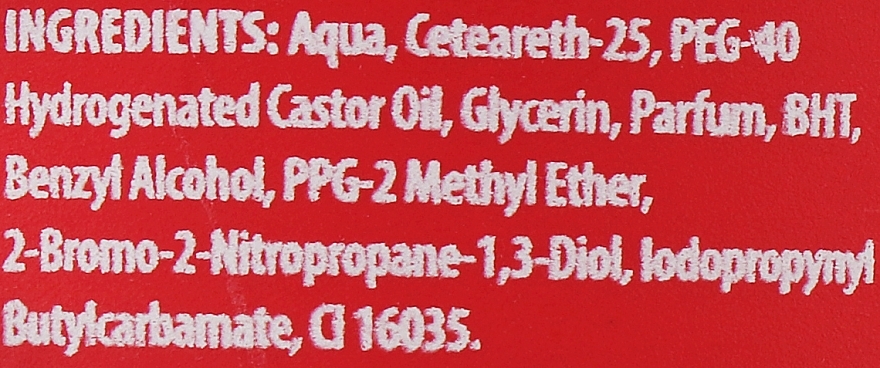 INGREDIENTS: Aqua, Ceteareth-25, PEG-40
Hydrogenated Castor Oil, Glycerin, Parfum, BHT,
Benzyl Alcohol, PPG-2 Methyl Ether,
2-Bromo-2-Nitropropane-1,3-Diol, Iodopropynyl
Butylcarbamate, CI 16035.